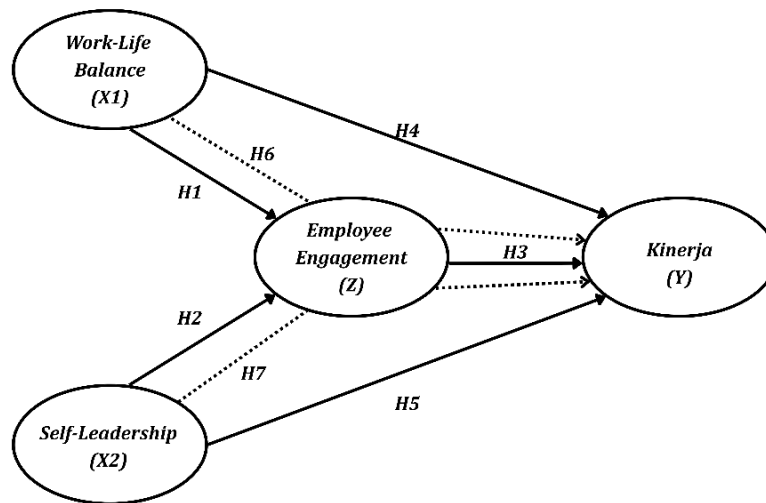 Work-Life
Balance
(X1)
H4
H6
H1
Employee
Engagement
(Z)
H3
Kinerja
(Y)
H2
H7
H5
Self-Leadership
(X2)